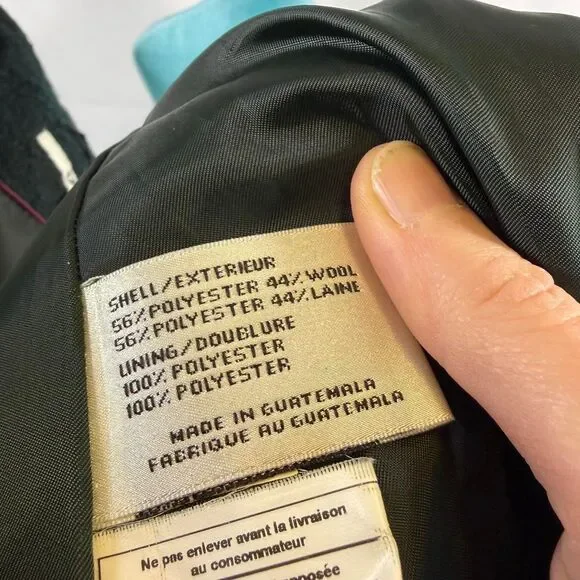 SHELL/EXTERIEUR
56% POLYESTER 44% WOOL
56% POLYESTER 44% LAINE
LINING/DOUBLURE
100% POLYESTER
100% POLYESTER
MADE IN GUATEMALA
FABRIQUE AU GUATEMALA
Ne pas enlever avant la livraison
au consommateur